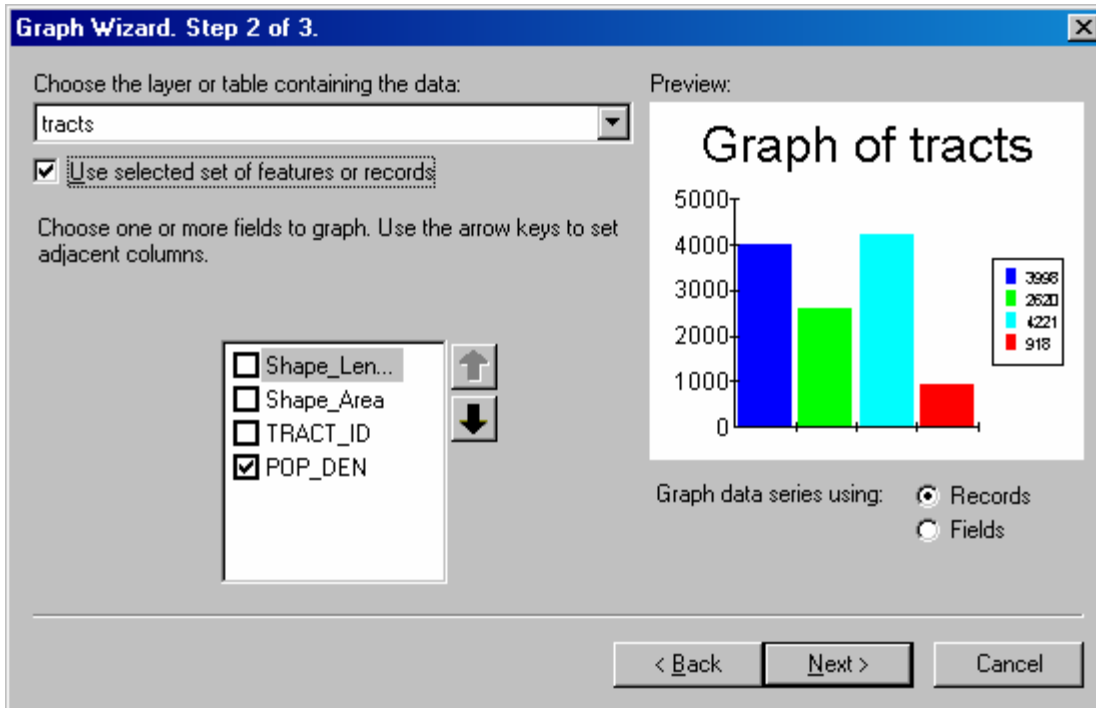 Graph Wizard. Step 2 of 3.
Choose the layer or table containing the data:
tracts
Use selected set of features or records
Choose one or more fields to graph. Use the arrow keys to set
adjacent columns.
Shape_Len...
Shape_Area
TRACT_ID
POP_DEN
Preview:
Graph of tracts
5000
4000
3000
2000
1000
0
3998
2620
4221
918
Graph data series using:
Records
Fields
< Back
Next >
Cancel